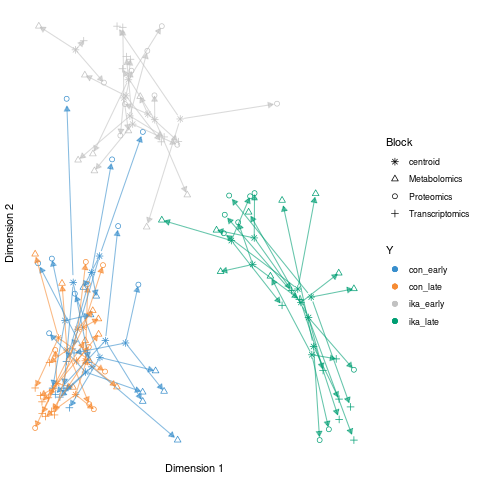 Block
centroid
Metabolomics
Proteomics
Transcriptomics
Y
con_early
con_late
ika_early
ika_late
Dimension 2
Dimension 1